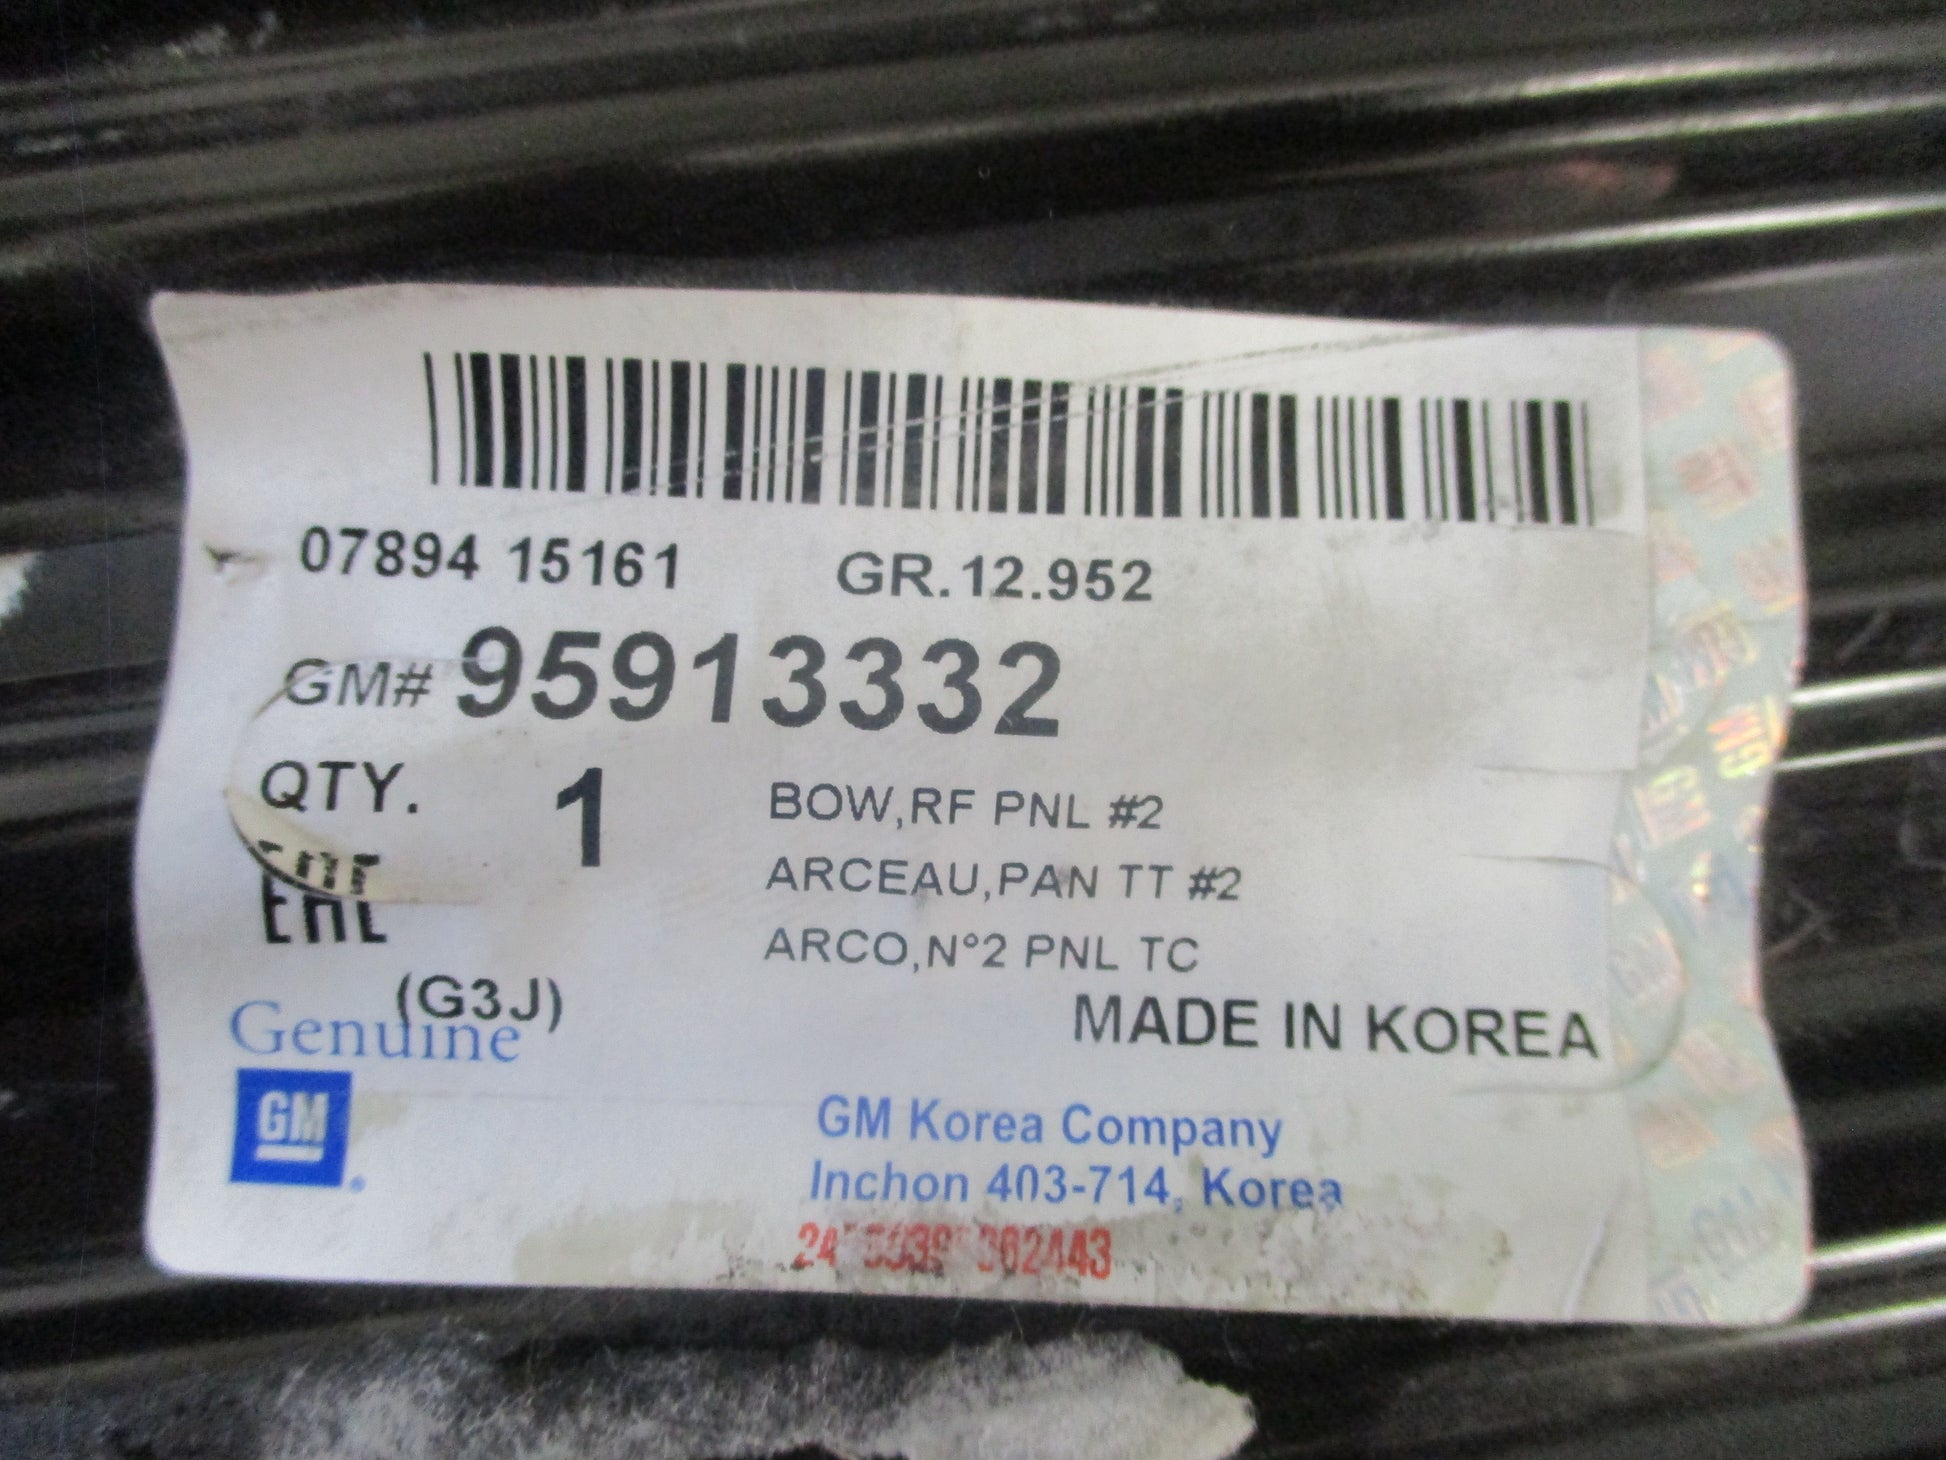 07894 15161 GR.12.952
GM# 95913332
QTY. 1 BOW,RF PNL #2
ARCEAU,PAN TT #2
EAC ARCO,N°2 PNL TC
(G3J)
Genuine MADE IN KOREA
GM
GM Korea Company
Inchon 403-714, Korea